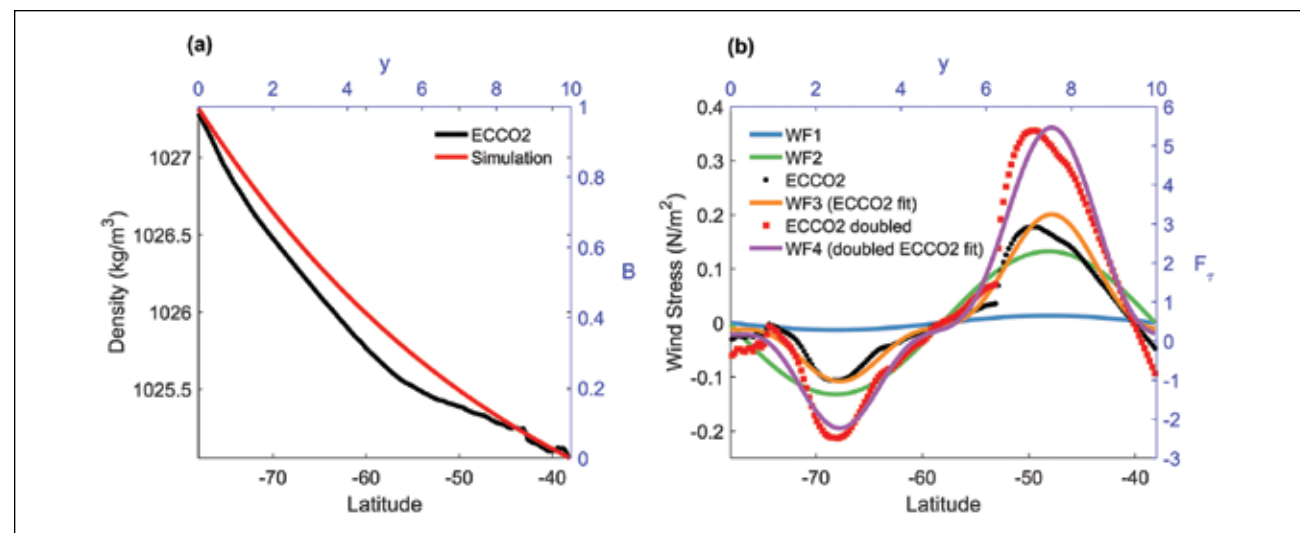 (a)
y
0 2 4 6 8 10
Density (kg/m³)
1027
1026.5
1026
1025.5
ECCO2
Simulation
1
0.8
0.6
0.4
0.2
0
B
-70 -60 -50 -40
Latitude
(b)
y
0 2 4 6 8 10
Wind Stress (N/m²)
0.4
0.3
0.2
0.1
0
-0.1
-0.2
WF1
WF2
ECCO2
WF3 (ECCO2 fit)
ECCO2 doubled
WF4 (doubled ECCO2 fit)
6
5
4
3
2
1
0
-1
-2
-3
Fτ
-70 -60 -50 -40
Latitude